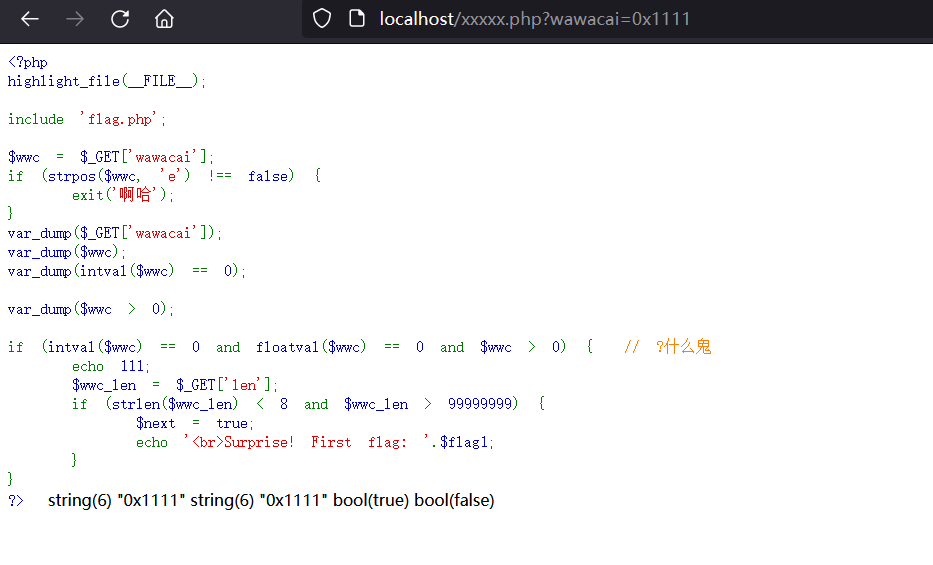 localhost/xxxxx.php?wawacai=0x1111
<?php
highlight_file(__FILE__);
include 'flag.php';
$wwc = $_GET['wawacai'];
if (strpos($wwc, 'e') !== false) {
exit('啊哈');
}
var_dump($_GET['wawacai']);
var_dump($wwc);
var_dump(intval($wwc) == 0);
var_dump($wwc > 0);
if (intval($wwc) == 0 and floatval($wwc) == 0 and $wwc > 0) { // ?什么鬼
echo 111;
$wwc_len = $_GET['len'];
if (strlen($wwc_len) < 8 and $wwc_len > 99999999) {
$next = true;
echo '<br>Surprise! First flag: '.$flag1;
}
}
?> string(6) "0x1111" string(6) "0x1111" bool(true) bool(false)